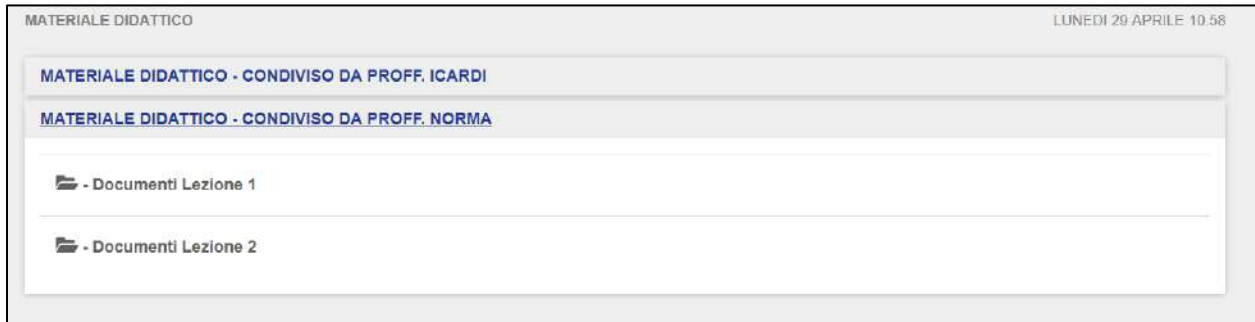 MATERIALE DIDATTICO LUNEDI 29 APRILE 10.58
MATERIALE DIDATTICO - CONDIVISO DA PROFF. ICARDI
MATERIALE DIDATTICO - CONDIVISO DA PROFF. NORMA
- Documenti Lezione 1
- Documenti Lezione 2